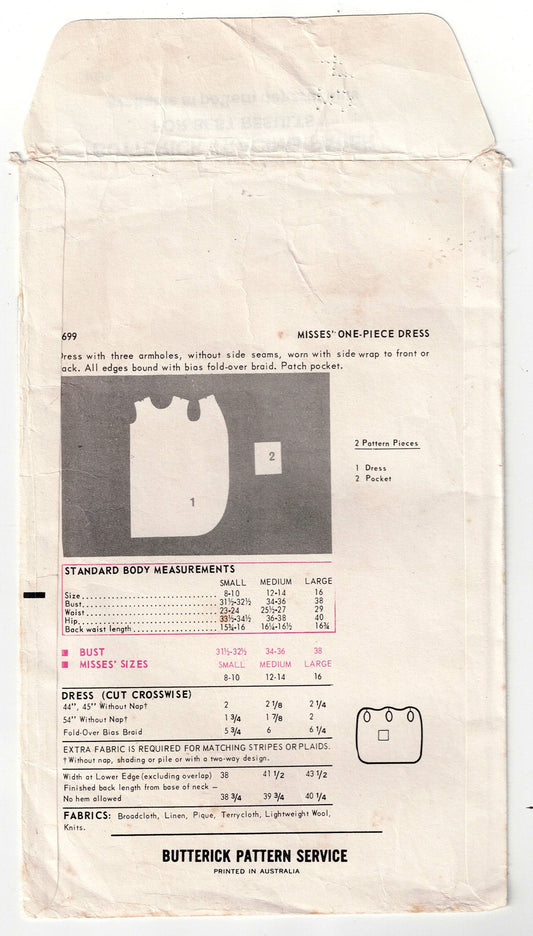 699 MISSES' ONE-PIECE DRESS
Dress with three armholes, without side seams, worn with side wrap to front or
ack. All edges bound with bias fold-over braid. Patch pocket.
2 Pattern Pieces
1 Dress
2 Pocket
1
2
STANDARD BODY MEASUREMENTS
SMALL MEDIUM LARGE
Size 8-10 12-14 16
Bust 31½-32½ 34-36 38
Waist 23-24 25½-27 29
Hip 33½-34½ 36-38 40
Back waist length 15¾-16 16¼-16½ 16¾
BUST 31½-32½ 34-36 38
MISSES' SIZES SMALL MEDIUM LARGE
8-10 12-14 16
DRESS (CUT CROSSWISE)
44", 45" Without Nap† 2 2 1/8 2 1/4
54" Without Nap† 1 3/4 1 7/8 2
Fold-Over Bias Braid 5 3/4 6 6 1/4
EXTRA FABRIC IS REQUIRED FOR MATCHING STRIPES OR PLAIDS.
†Without nap, shading or pile or with a two-way design.
Width at Lower Edge (excluding overlap) 38 41 1/2 43 1/2
Finished back length from base of neck –
No hem allowed 38 3/4 39 3/4 40 1/4
FABRICS: Broadcloth, Linen, Pique, Terrycloth, Lightweight Wool,
Knits.
BUTTERICK PATTERN SERVICE
PRINTED IN AUSTRALIA